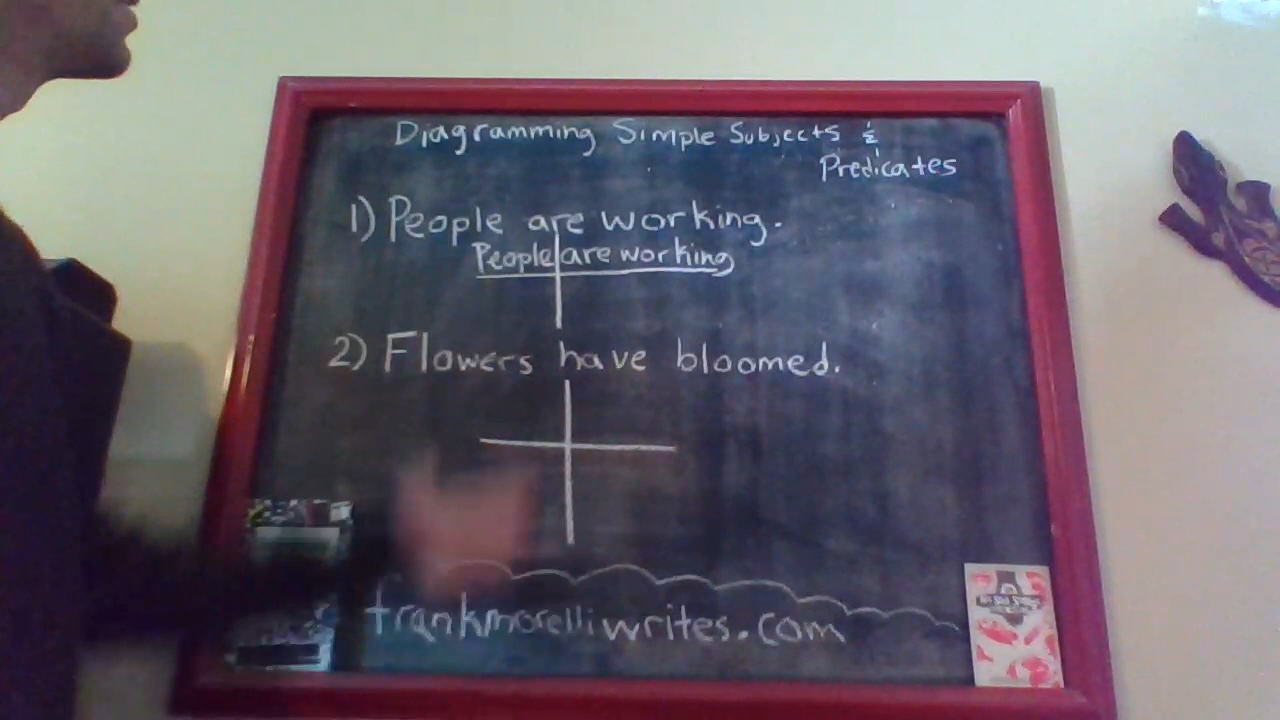 Diagramming Simple Subjects &
Predicates
1) People are working.
People are working
2) Flowers have bloomed.
frankmorelliwrites.com